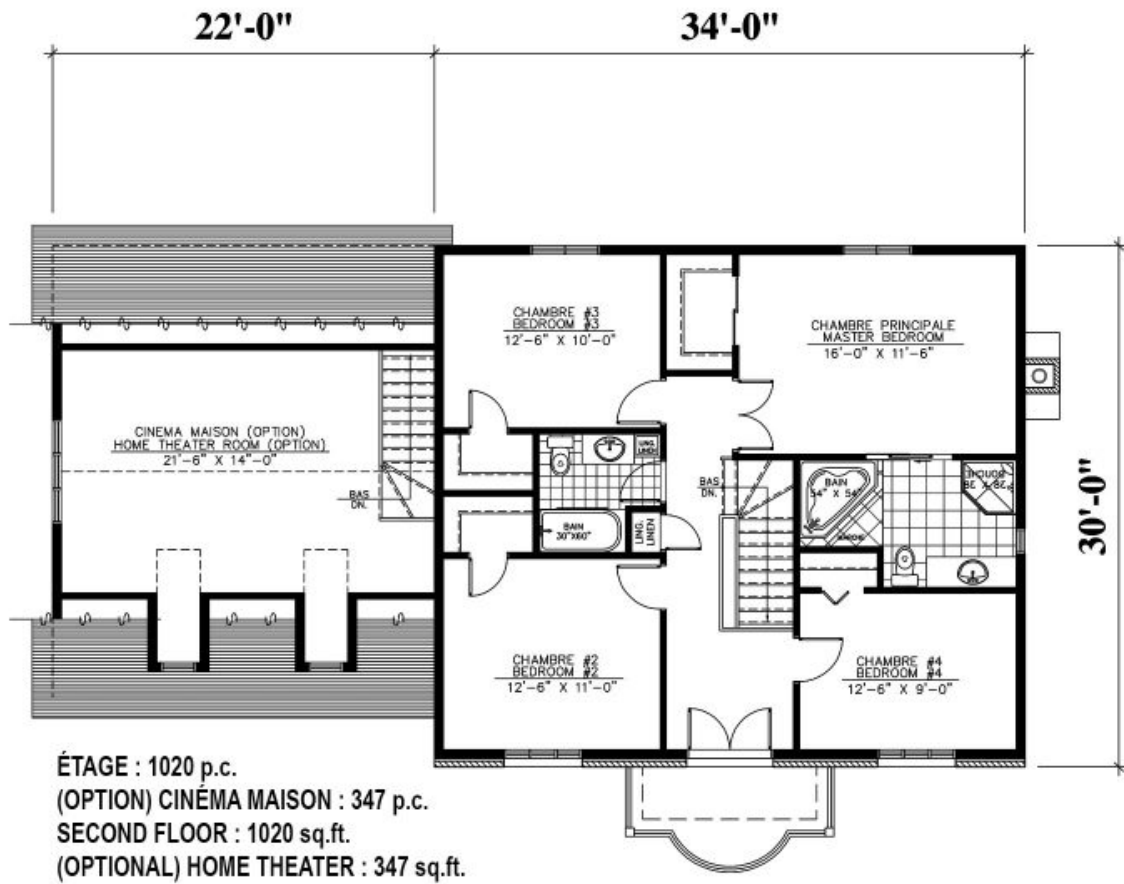 22'-0"
34'-0"
30'-0"
CHAMBRE #3
BEDROOM #3
12'-6" X 10'-0"
CHAMBRE PRINCIPALE
MASTER BEDROOM
16'-0" X 11'-6"
CINEMA MAISON (OPTION)
HOME THEATER ROOM (OPTION)
21'-6" X 14'-0"
BAS
DN.
LING.
LINEN
BAIN
30"X60"
LING.
LINEN
BAS
DN.
BAIN
54" X 54"
DOUCHE
38" X 38"
CHAMBRE #2
BEDROOM #2
12'-6" X 11'-0"
CHAMBRE #4
BEDROOM #4
12'-6" X 9'-0"
ÉTAGE : 1020 p.c.
(OPTION) CINÉMA MAISON : 347 p.c.
SECOND FLOOR : 1020 sq.ft.
(OPTIONAL) HOME THEATER : 347 sq.ft.